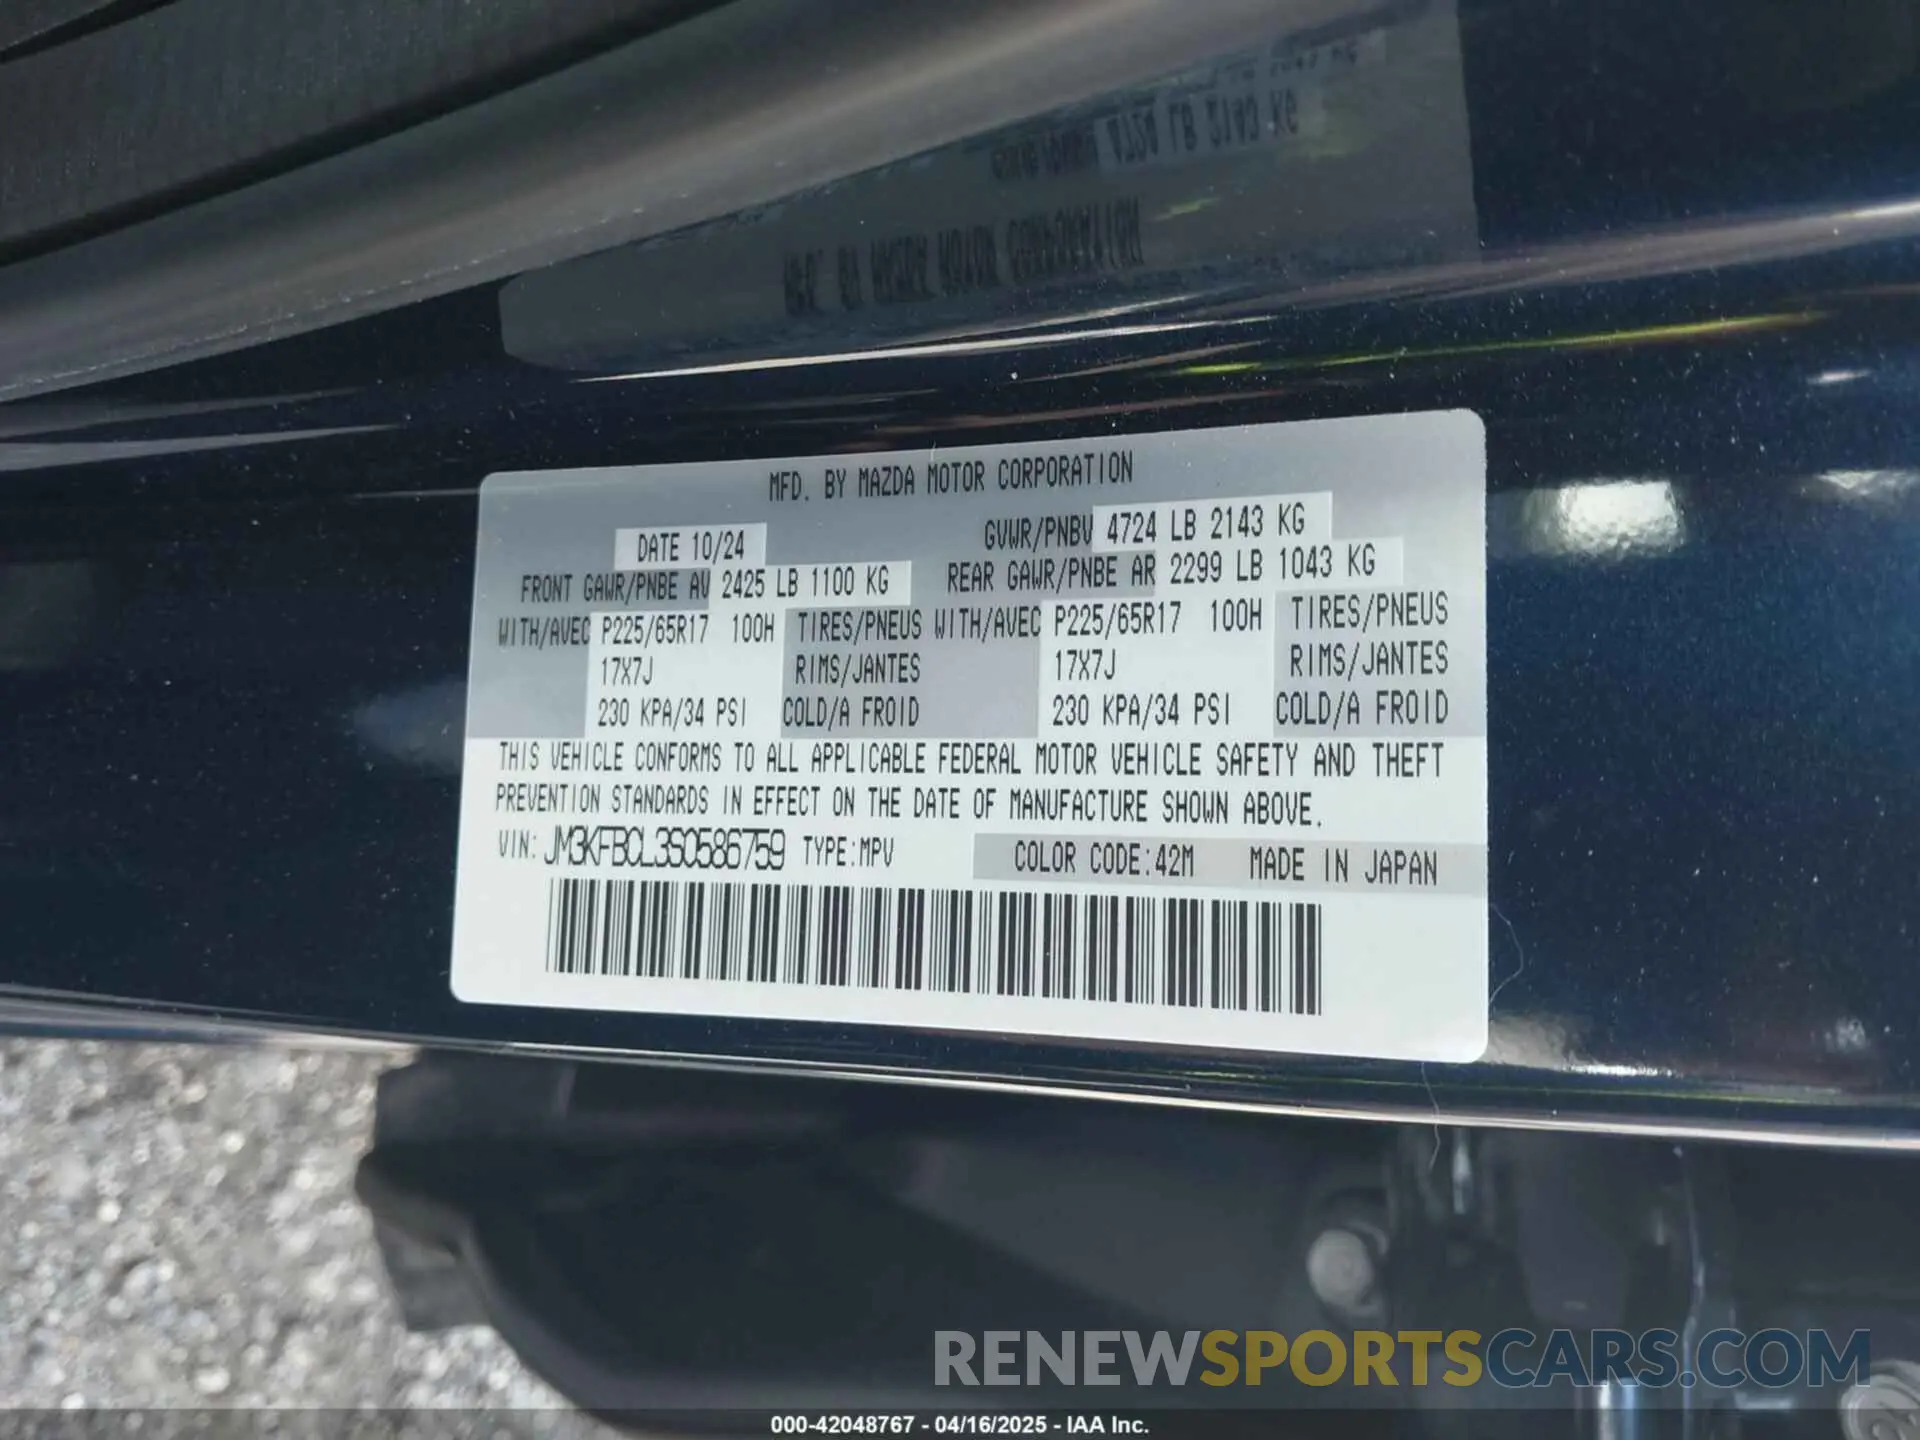 MFD. BY MAZDA MOTOR CORPORATION
DATE 10/24 GVWR/PNBV 4724 LB 2143 KG
FRONT GAWR/PNBE AV 2425 LB 1100 KG REAR GAWR/PNBE AR 2299 LB 1043 KG
WITH/AVEC P225/65R17 100H TIRES/PNEUS WITH/AVEC P225/65R17 100H TIRES/PNEUS
17X7J RIMS/JANTES 17X7J RIMS/JANTES
230 KPA/34 PSI COLD/A FROID 230 KPA/34 PSI COLD/A FROID
THIS VEHICLE CONFORMS TO ALL APPLICABLE FEDERAL MOTOR VEHICLE SAFETY AND THEFT
PREVENTION STANDARDS IN EFFECT ON THE DATE OF MANUFACTURE SHOWN ABOVE.
VIN: JM3KFBCL3S0586759 TYPE:MPV COLOR CODE:42M MADE IN JAPAN
RENEWSPORTSCARS.COM
000-42048767 - 04/16/2025 - IAA Inc.